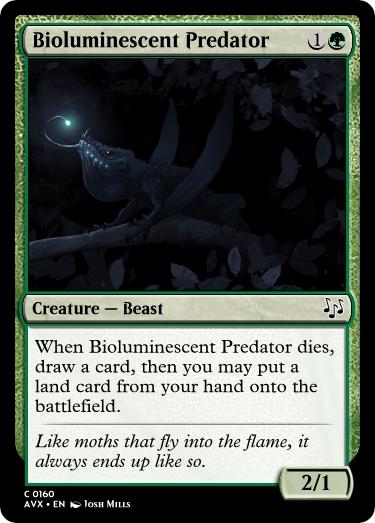 Bioluminescent Predator 1
Creature — Beast
When Bioluminescent Predator dies,
draw a card, then you may put a
land card from your hand onto the
battlefield.
Like moths that fly into the flame, it
always ends up like so.
2/1
C 0160
AVX • EN Josh Mills